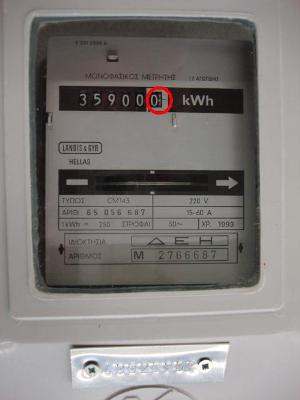 ΜΟΝΟΦΑΣΙΚΟΣ ΜΕΤΡΗΤΗΣ
359000 kWh
LANDIS & GYR
HELLAS
ΤΥΠΟΣ CM145 220 V
ΑΡΙΘ. 65 056 687 15-60 A
1kWh = 250 ΣΤΡΟΦΑΙ 50~ ΧΡ. 1993
ΙΔΙΟΚΤΗΣΙΑ ΔΕΗ
ΑΡΙΘΜΟΣ M 2766687